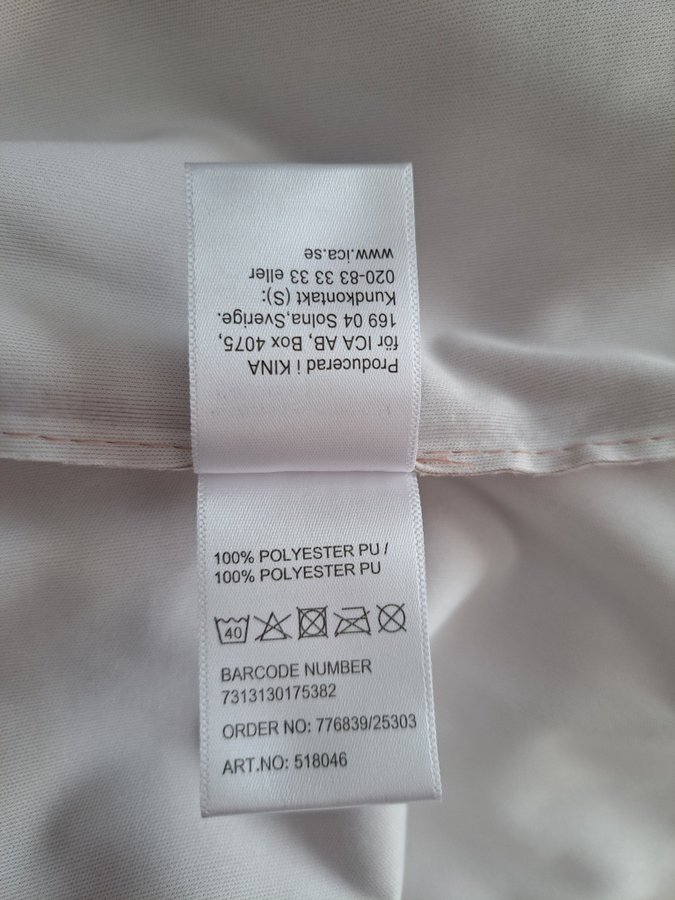 Producerad i KINA
för ICA AB, Box 4075,
169 04 Solna,Sverige.
Kundkontakt (S):
020-83 33 33 eller
www.ica.se
100% POLYESTER PU /
100% POLYESTER PU
40
BARCODE NUMBER
7313130175382
ORDER NO: 776839/25303
ART.NO: 518046